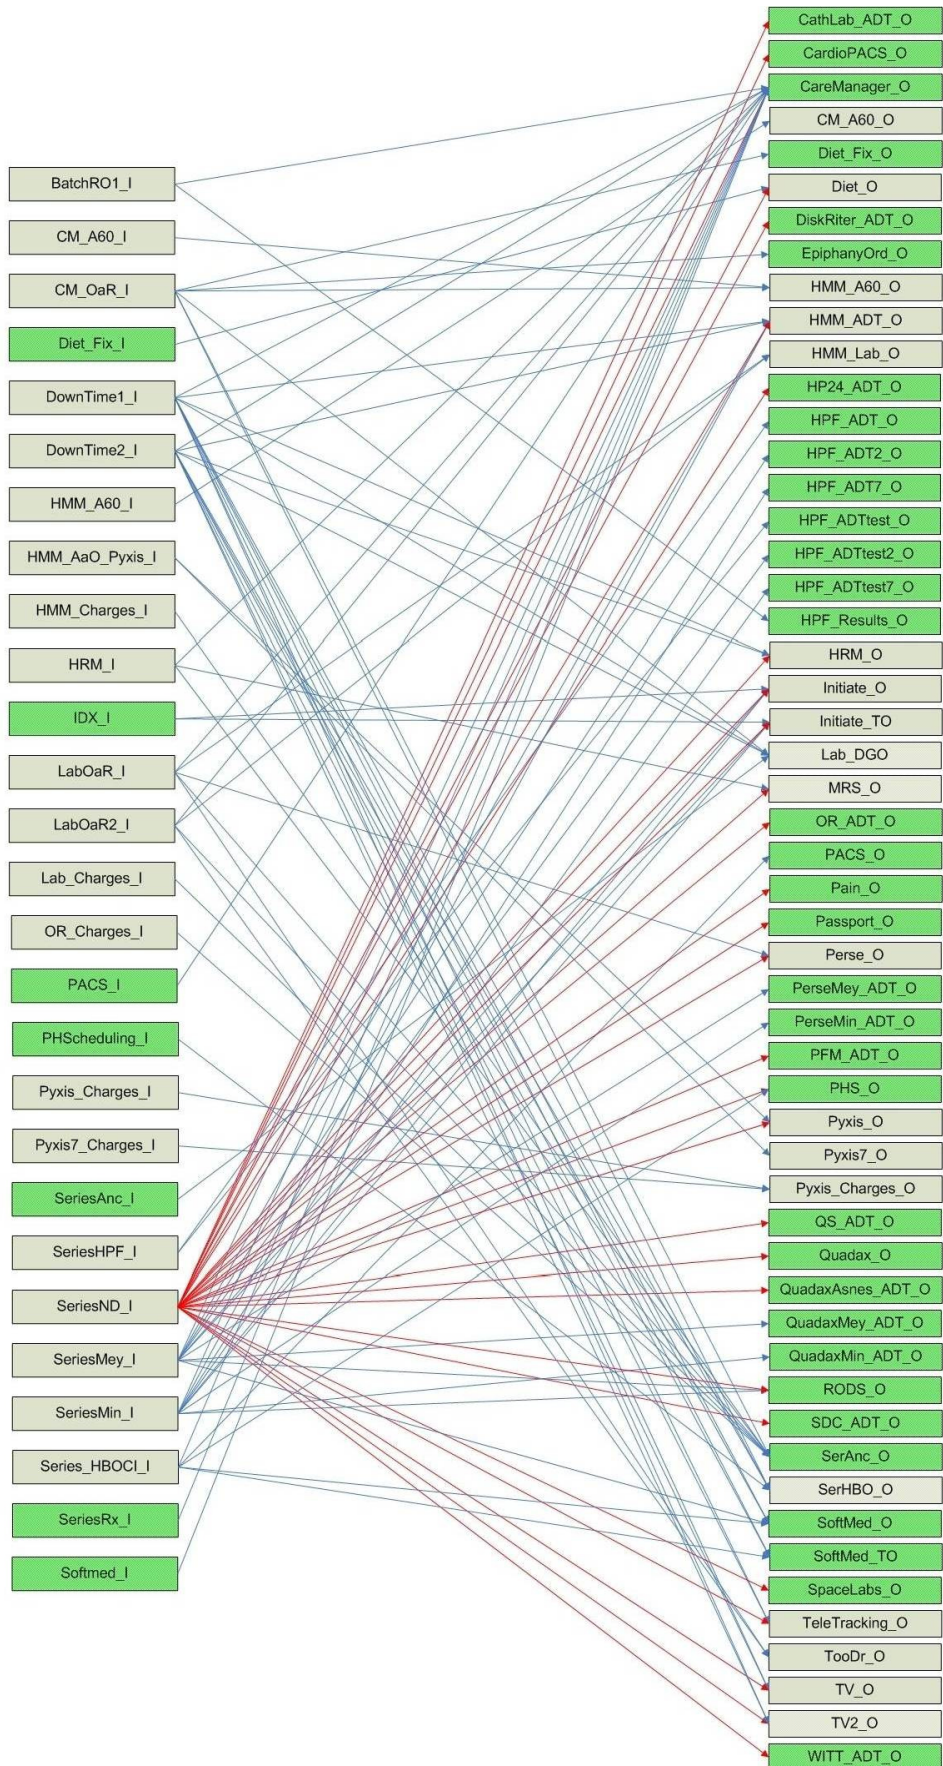 BatchRO1_I
CM_A60_I
CM_OaR_I
Diet_Fix_I
DownTime1_I
DownTime2_I
HMM_A60_I
HMM_AaO_Pyxis_I
HMM_Charges_I
HRM_I
IDX_I
LabOaR_I
LabOaR2_I
Lab_Charges_I
OR_Charges_I
PACS_I
PHScheduling_I
Pyxis_Charges_I
Pyxis7_Charges_I
SeriesAnc_I
SeriesHPF_I
SeriesND_I
SeriesMey_I
SeriesMin_I
Series_HBOCI_I
SeriesRx_I
Softmed_I
CathLab_ADT_O
CardioPACS_O
CareManager_O
CM_A60_O
Diet_Fix_O
Diet_O
DiskRiter_ADT_O
EpiphanyOrd_O
HMM_A60_O
HMM_ADT_O
HMM_Lab_O
HP24_ADT_O
HPF_ADT_O
HPF_ADT2_O
HPF_ADT7_O
HPF_ADTtest_O
HPF_ADTtest2_O
HPF_ADTtest7_O
HPF_Results_O
HRM_O
Initiate_O
Initiate_TO
Lab_DGO
MRS_O
OR_ADT_O
PACS_O
Pain_O
Passport_O
Perse_O
PerseMey_ADT_O
PerseMin_ADT_O
PFM_ADT_O
PHS_O
Pyxis_O
Pyxis7_O
Pyxis_Charges_O
QS_ADT_O
Quadax_O
QuadaxAsnes_ADT_O
QuadaxMey_ADT_O
QuadaxMin_ADT_O
RODS_O
SDC_ADT_O
SerAnc_O
SerHBO_O
SoftMed_O
SoftMed_TO
SpaceLabs_O
TeleTracking_O
TooDr_O
TV_O
TV2_O
WITT_ADT_O